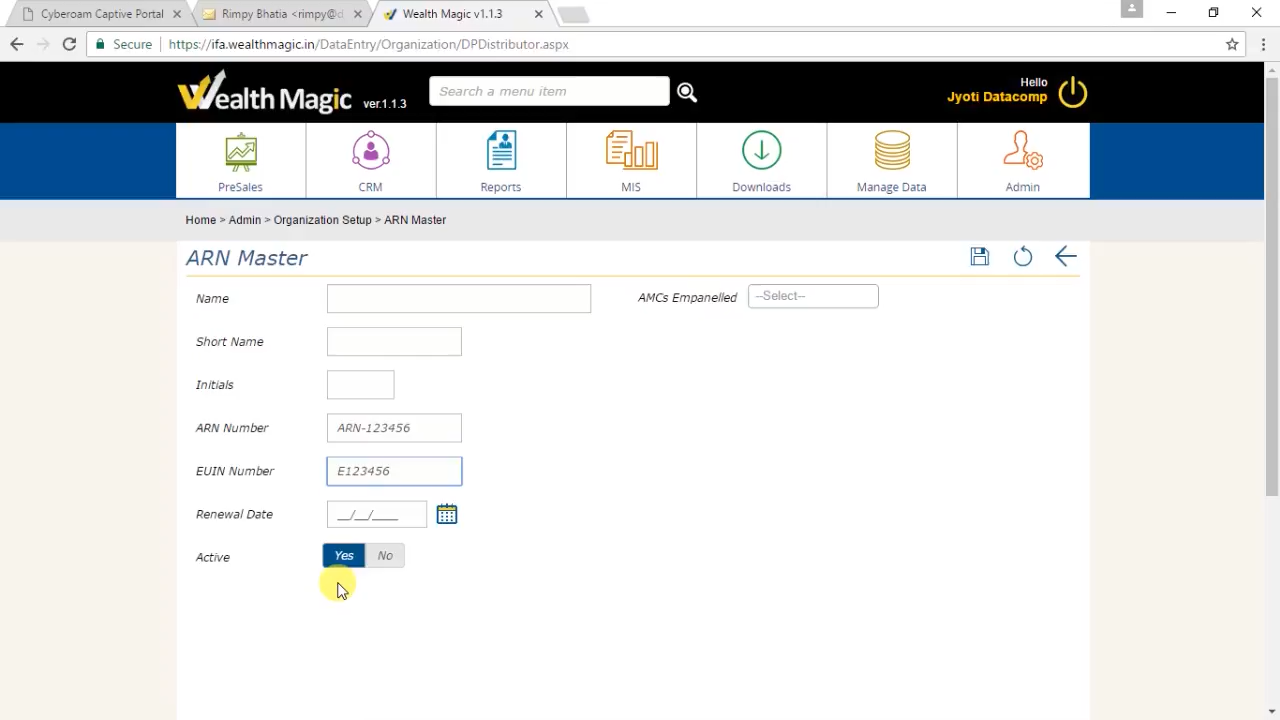 Cyberoam Captive Portal
Rimpy Bhatia <rimpy@d
Wealth Magic v1.1.3
Secure
https://ifa.wealthmagic.in/DataEntry/Organization/DPDistributor.aspx
Wealth Magic ver.1.1.3
Search a menu item
Hello
Jyoti Datacomp
PreSales
CRM
Reports
MIS
Downloads
Manage Data
Admin
Home > Admin > Organization Setup > ARN Master
ARN Master
Name
AMCs Empanelled
--Select--
Short Name
Initials
ARN Number
ARN-123456
EUIN Number
E123456
Renewal Date
__/__/____
Active
Yes
No